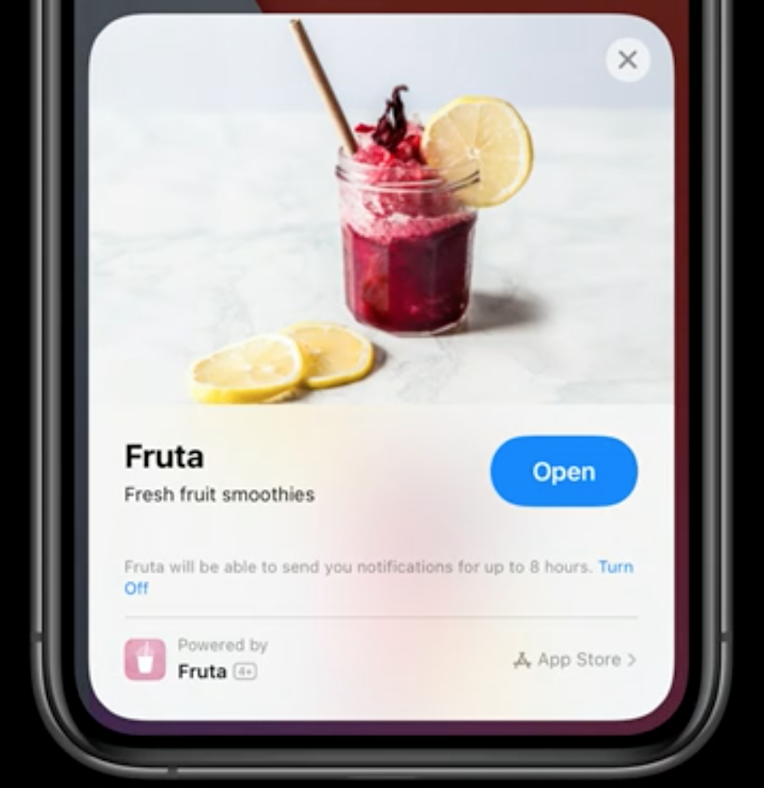 Fruta
Open
Fresh fruit smoothies
Fruta will be able to send you notifications for up to 8 hours. Turn
Off
Powered by
Fruta 4+
App Store